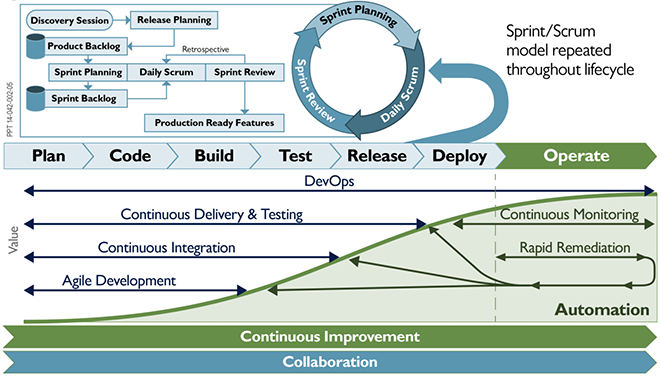 Discovery Session
Release Planning
Product Backlog
Retrospective
Sprint Planning
Daily Scrum
Sprint Review
Sprint Backlog
Production Ready Features
PPT 14-042-002-05
Sprint Planning
Daily Scrum
Sprint Review
Sprint/Scrum
model repeated
throughout lifecycle
Plan
Code
Build
Test
Release
Deploy
Operate
DevOps
Value
Continuous Delivery & Testing
Continuous Monitoring
Continuous Integration
Rapid Remediation
Agile Development
Automation
Continuous Improvement
Collaboration